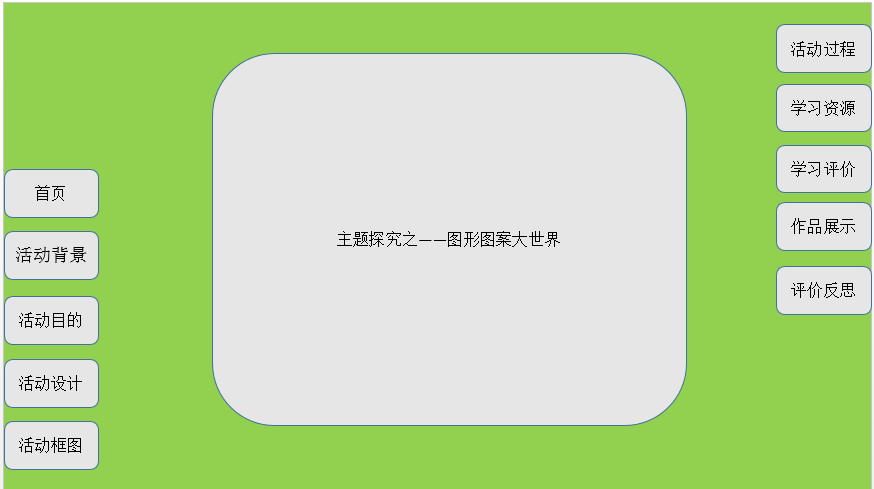 首页
活动背景
活动目的
活动设计
活动框图
主题探究之——图形图案大世界
活动过程
学习资源
学习评价
作品展示
评价反思